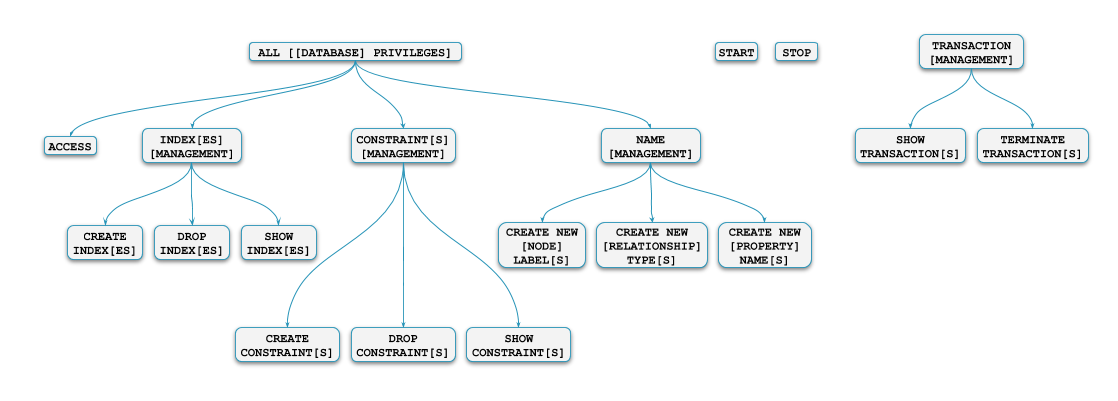 ALL [[DATABASE] PRIVILEGES]
START
STOP
TRANSACTION
[MANAGEMENT]
ACCESS
INDEX[ES]
[MANAGEMENT]
CONSTRAINT[S]
[MANAGEMENT]
NAME
[MANAGEMENT]
SHOW
TRANSACTION[S]
TERMINATE
TRANSACTION[S]
CREATE
INDEX[ES]
DROP
INDEX[ES]
SHOW
INDEX[ES]
CREATE NEW
[NODE]
LABEL[S]
CREATE NEW
[RELATIONSHIP]
TYPE[S]
CREATE NEW
[PROPERTY]
NAME[S]
CREATE
CONSTRAINT[S]
DROP
CONSTRAINT[S]
SHOW
CONSTRAINT[S]